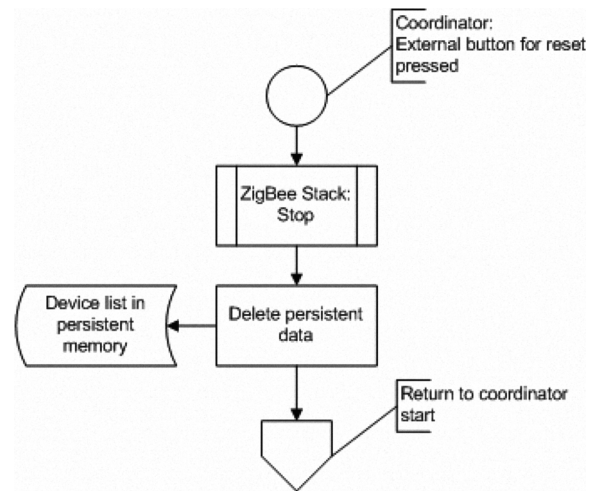 Coordinator:
External button for reset
pressed
ZigBee Stack:
Stop
Device list in
persistent
memory
Delete persistent
data
Return to coordinator
start